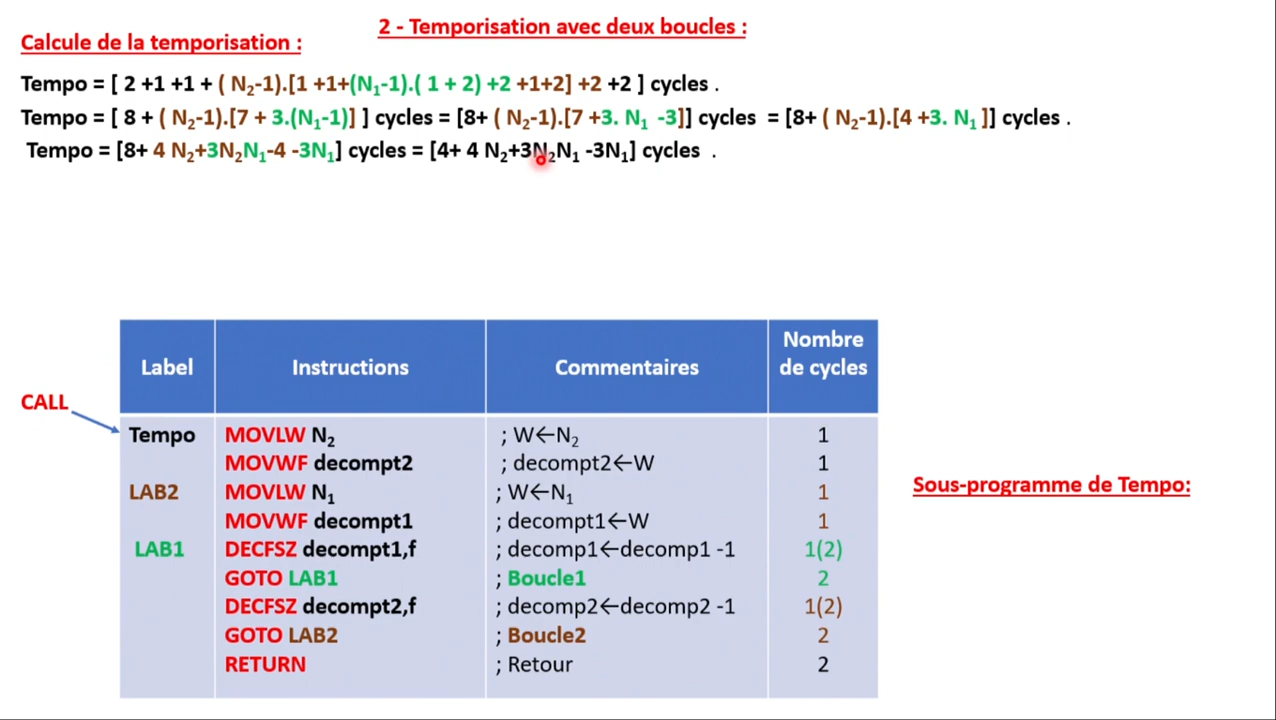 2 - Temporisation avec deux boucles :
Calcule de la temporisation :
Tempo = [ 2 +1 +1 + ( N₂-1).[1 +1+(N₁-1).( 1 + 2) +2 +1+2] +2 +2 ] cycles .
Tempo = [ 8 + ( N₂-1).[7 + 3.(N₁-1)] ] cycles = [8+ ( N₂-1).[7 +3. N₁ -3]] cycles = [8+ ( N₂-1).[4 +3. N₁ ]] cycles .
Tempo = [8+ 4 N₂+3N₂N₁-4 -3N₁] cycles = [4+ 4 N₂+3N₂N₁ -3N₁] cycles .
Label Instructions Commentaires Nombre de cycles
CALL
Tempo MOVLW N₂ ; W←N₂ 1
MOVWF decompt2 ; decompt2←W 1
LAB2 MOVLW N₁ ; W←N₁ 1
MOVWF decompt1 ; decompt1←W 1
LAB1 DECFSZ decompt1,f ; decomp1←decomp1 -1 1(2)
GOTO LAB1 ; Boucle1 2
DECFSZ decompt2,f ; decomp2←decomp2 -1 1(2)
GOTO LAB2 ; Boucle2 2
RETURN ; Retour 2
Sous-programme de Tempo: